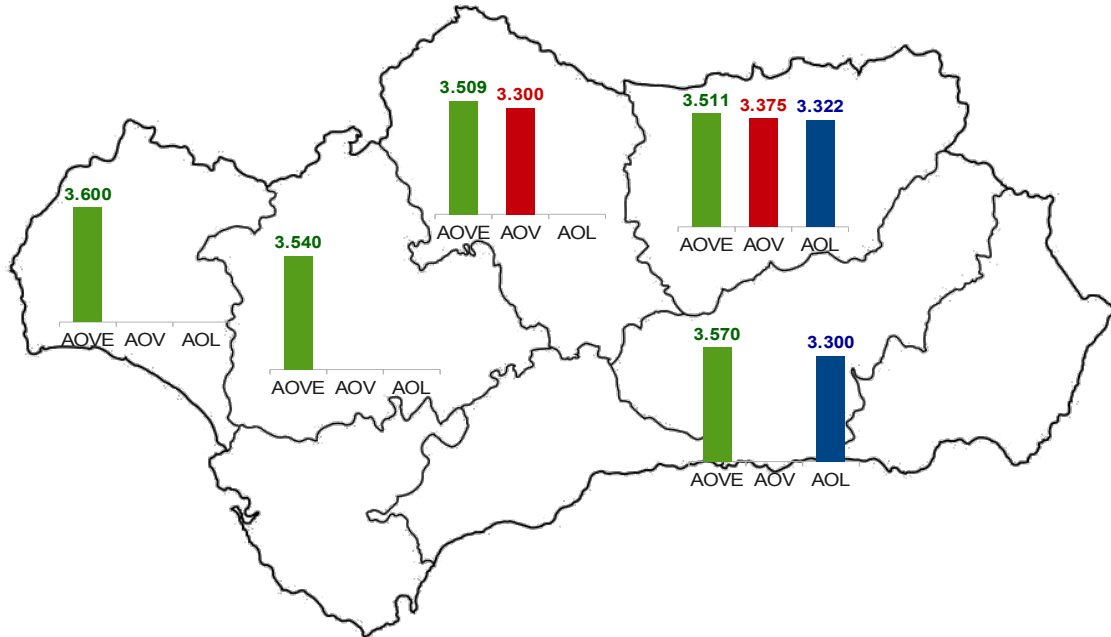 3.509 3.300
AOVE AOV AOL
3.511 3.375 3.322
AOVE AOV AOL
3.600
AOVE AOV AOL
3.540
AOVE AOV AOL
3.570 3.300
AOVE AOV AOL